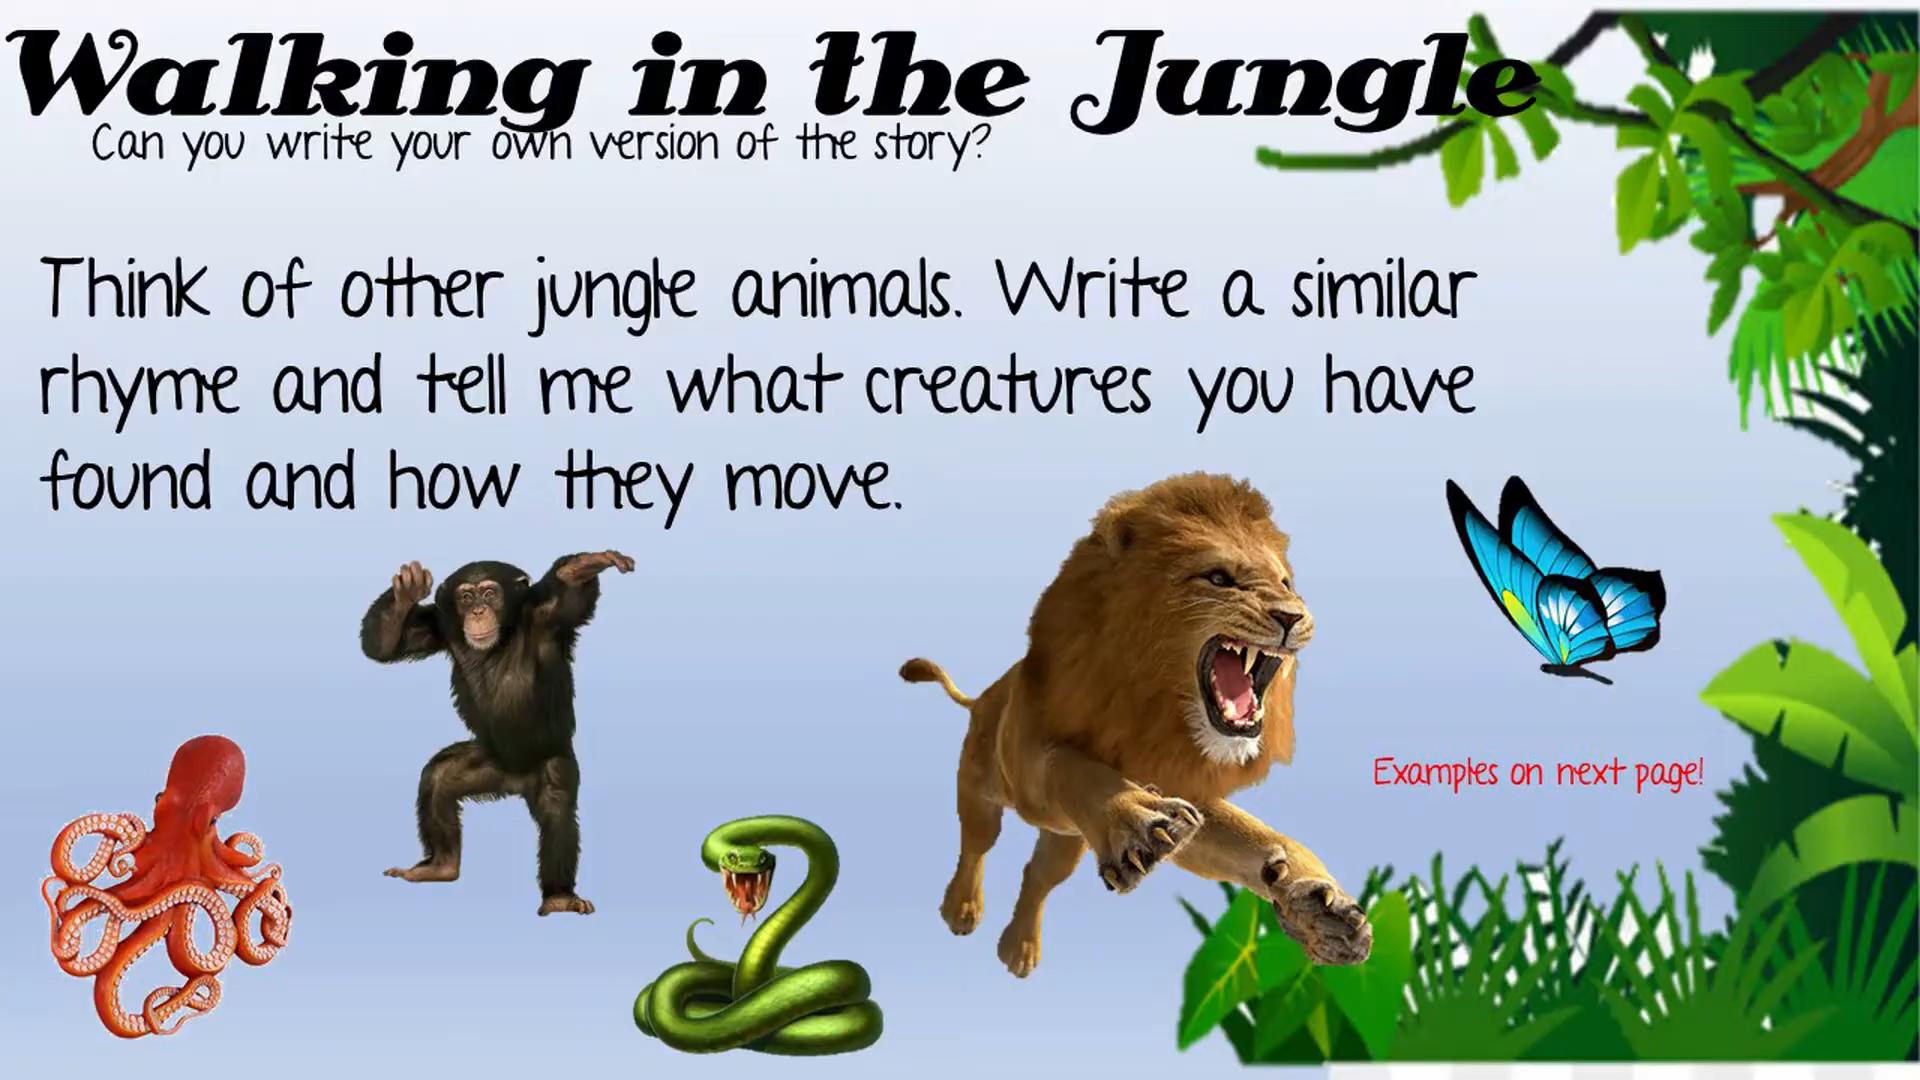 Walking in the Jungle
Can you write your own version of the story?
Think of other jungle animals. Write a similar
rhyme and tell me what creatures you have
found and how they move.
Examples on next page!